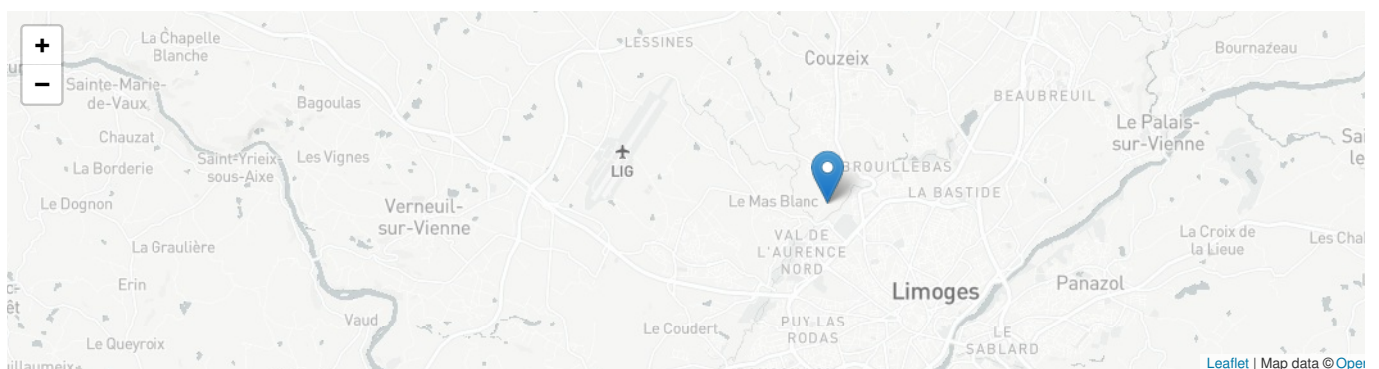 +
−
La Chapelle
Blanche
LESSINES
Couzeix
Bournazeau
Sainte-Marie-
de-Vaux
Bagoulas
BEAUBREUIL
Chauzat
Le Palais-
sur-Vienne
La Borderie
Saint-Yrieix-
sous-Aixe
Les Vignes
LIG
BROUILLEBAS
Le Dognon
Verneuil-
sur-Vienne
Le Mas Blanc
LA BASTIDE
La Graulière
VAL DE
L'AURENCE
NORD
La Croix de
la Lieue
Les Chal
Erin
Limoges
Panazol
Vaud
Le Coudert
PUY LAS
RODAS
LE
SABLARD
Le Queyroix
illaumeix
Leaflet | Map data © Oper